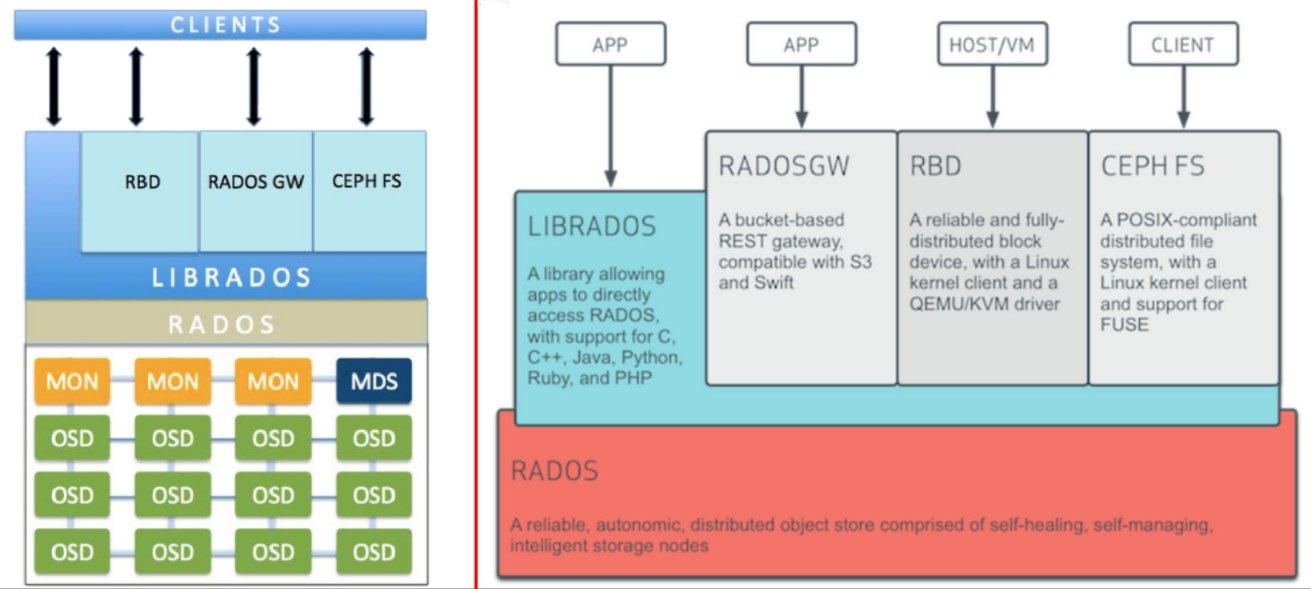 CLIENTS
RBD
RADOS GW
CEPH FS
LIBRADOS
RADOS
MON MON MON MDS
OSD OSD OSD OSD
OSD OSD OSD OSD
OSD OSD OSD OSD
APP
APP
HOST/VM
CLIENT
LIBRADOS
A library allowing
apps to directly
access RADOS,
with support for C,
C++, Java, Python,
Ruby, and PHP
RADOSGW
A bucket-based
REST gateway,
compatible with S3
and Swift
RBD
A reliable and fully-
distributed block
device, with a Linux
kernel client and a
QEMU/KVM driver
CEPH FS
A POSIX-compliant
distributed file
system, with a
Linux kernel client
and support for
FUSE
RADOS
A reliable, autonomic, distributed object store comprised of self-healing, self-managing,
intelligent storage nodes